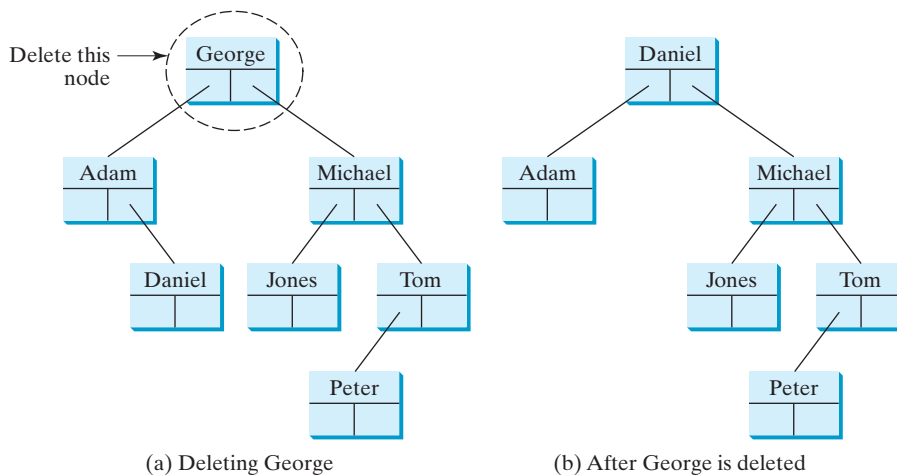 Delete this
node
George
Adam
Michael
Daniel
Jones
Tom
Peter
(a) Deleting George
Daniel
Adam
Michael
Jones
Tom
Peter
(b) After George is deleted